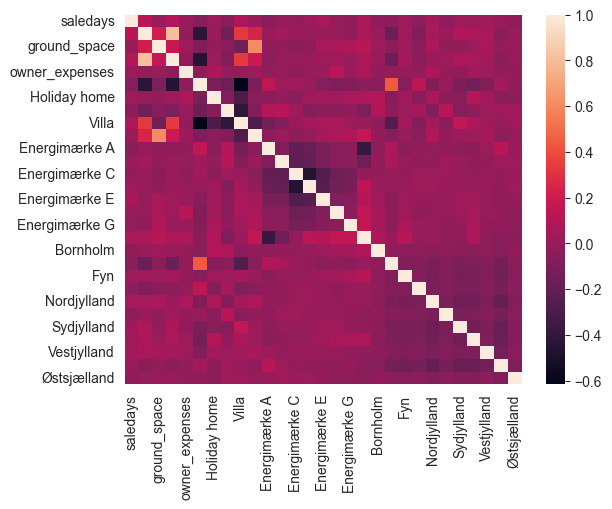 saledays
ground_space
owner_expenses
Holiday home
Villa
Energimærke A
Energimærke C
Energimærke E
Energimærke G
Bornholm
Fyn
Nordjylland
Sydjylland
Vestjylland
Østsjælland
1.0
0.8
0.6
0.4
0.2
0.0
−0.2
−0.4
−0.6
saledays
ground_space
owner_expenses
Holiday home
Villa
Energimærke A
Energimærke C
Energimærke E
Energimærke G
Bornholm
Fyn
Nordjylland
Sydjylland
Vestjylland
Østsjælland